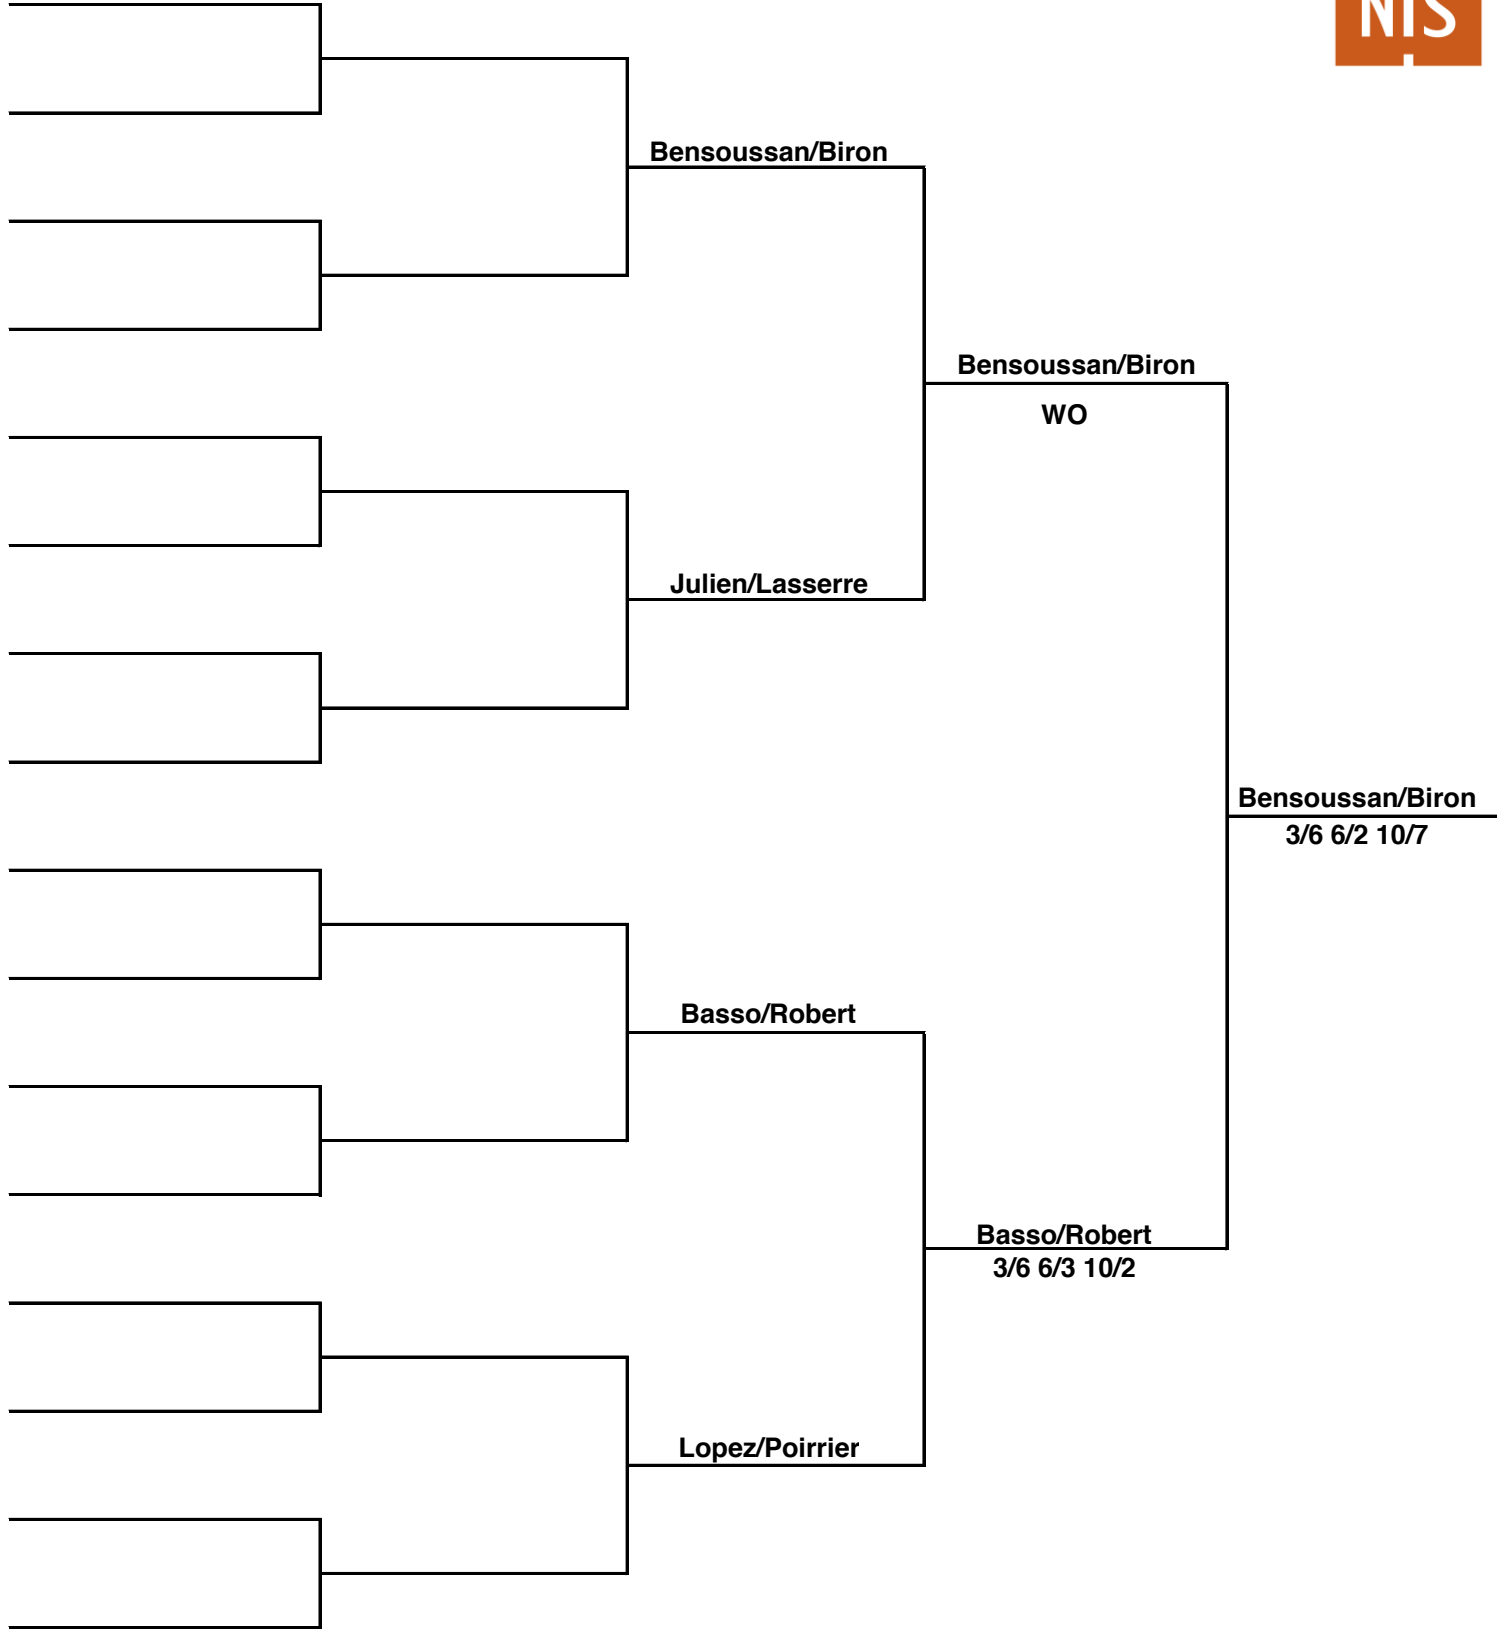 NIS
Bensoussan/Biron
Bensoussan/Biron
WO
Julien/Lasserre
Bensoussan/Biron
3/6 6/2 10/7
Basso/Robert
Basso/Robert
3/6 6/3 10/2
Lopez/Poirrier